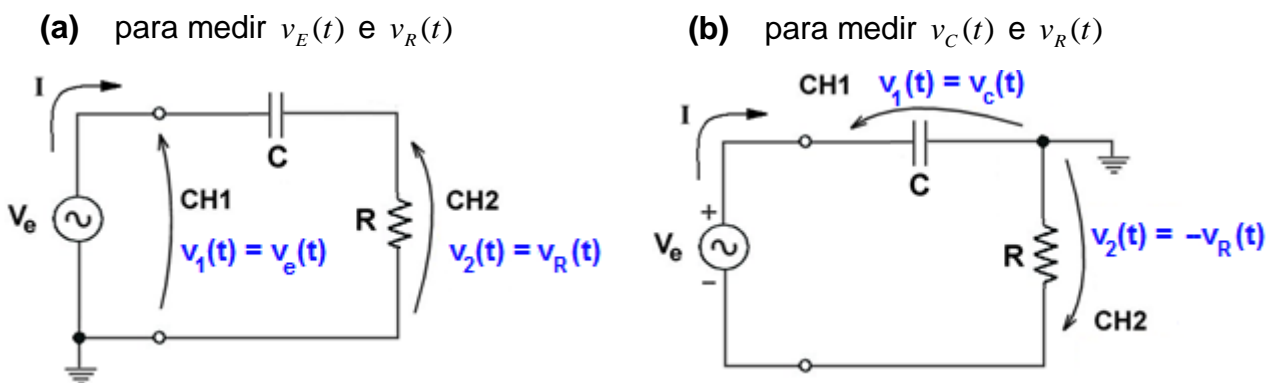 (a) para medir v_E(t) e v_R(t)
I
C
V_e
CH1
v_1(t) = v_e(t)
R
CH2
v_2(t) = v_R(t)
(b) para medir v_C(t) e v_R(t)
CH1 v_1(t) = v_c(t)
I
C
+
V_e
−
R
v_2(t) = −v_R(t)
CH2